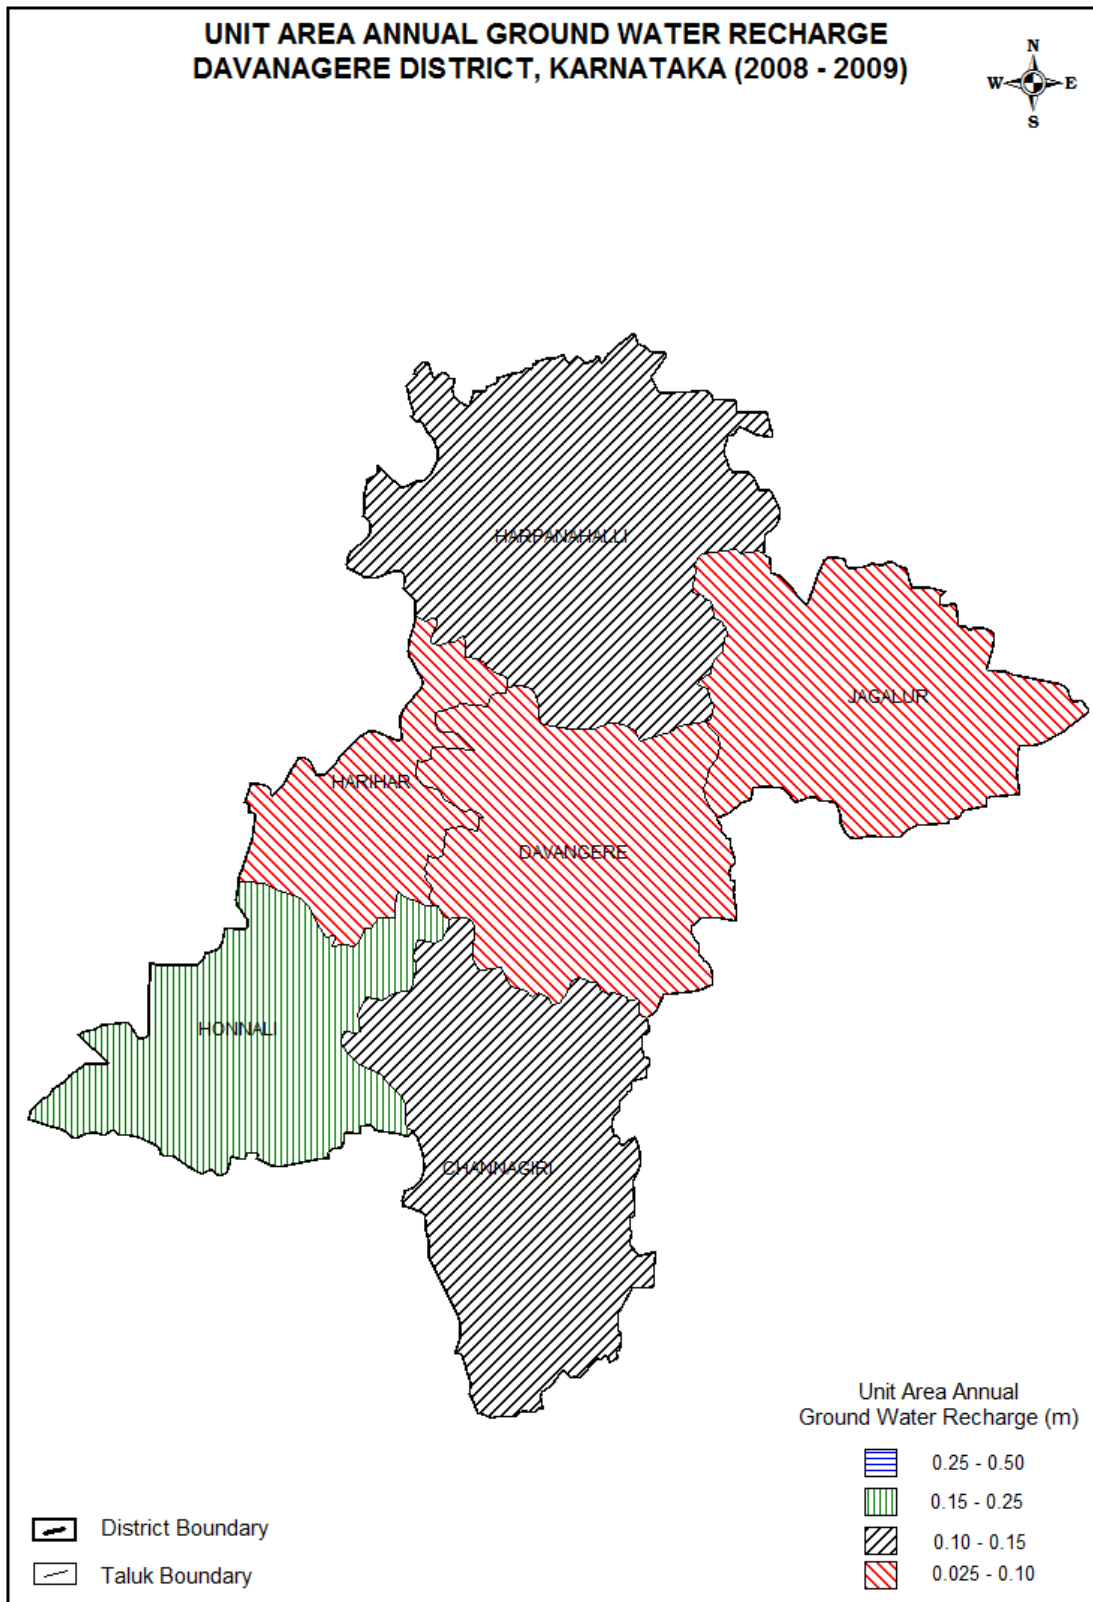 UNIT AREA ANNUAL GROUND WATER RECHARGE
DAVANAGERE DISTRICT, KARNATAKA (2008 - 2009)
N
W E
S
HARPANAHALLI
JAGALUR
HARIHAR
DAVANGERE
HONNALI
CHANNAGIRI
Unit Area Annual
Ground Water Recharge (m)
0.25 - 0.50
0.15 - 0.25
0.10 - 0.15
0.025 - 0.10
District Boundary
Taluk Boundary